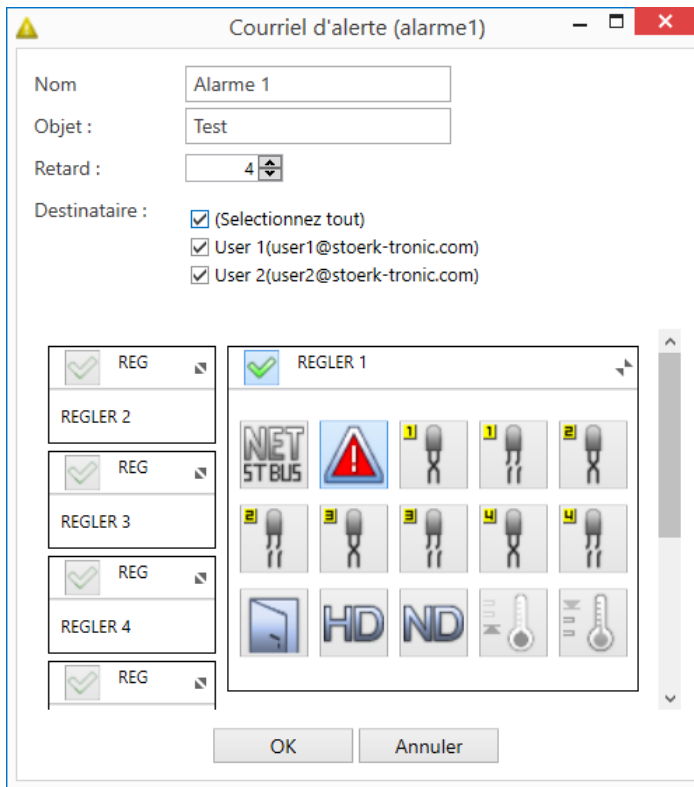 Courriel d'alerte (alarme1)
Nom
Alarme 1
Objet :
Test
Retard :
4
Destinataire :
(Selectionnez tout)
User 1(user1@stoerk-tronic.com)
User 2(user2@stoerk-tronic.com)
REG
REGLER 2
REG
REGLER 3
REG
REGLER 4
REG
REGLER 1
NET
ST BUS
!
1
1
2
2
3
3
4
4
HD
ND
OK
Annuler